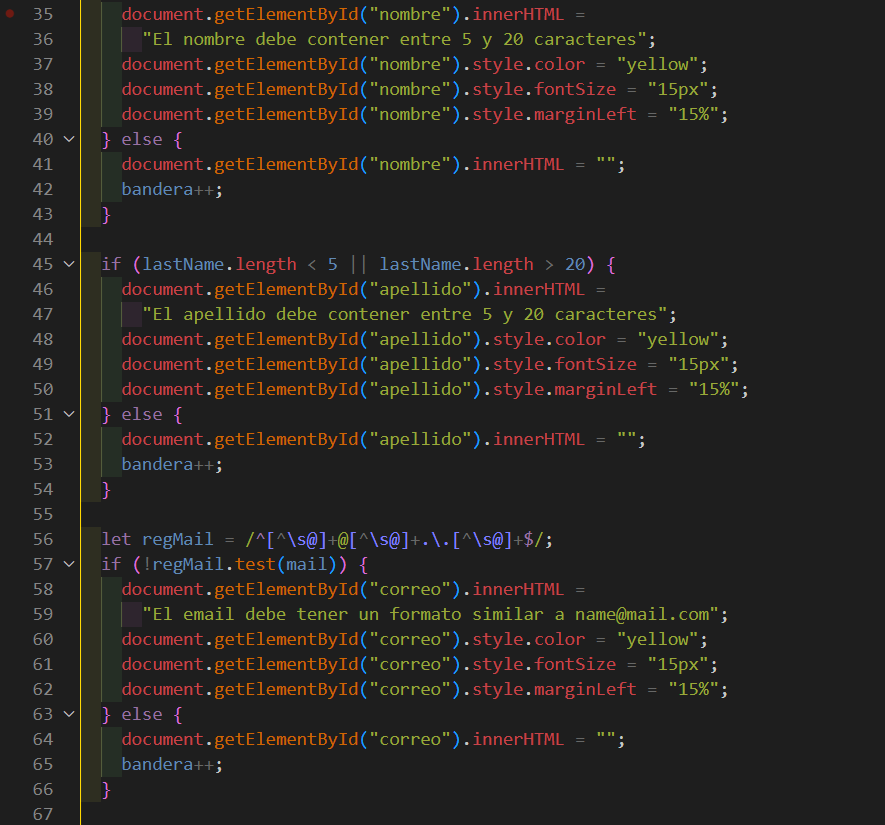 35 document.getElementById("nombre").innerHTML =
36 "El nombre debe contener entre 5 y 20 caracteres";
37 document.getElementById("nombre").style.color = "yellow";
38 document.getElementById("nombre").style.fontSize = "15px";
39 document.getElementById("nombre").style.marginLeft = "15%";
40 } else {
41 document.getElementById("nombre").innerHTML = "";
42 bandera++;
43 }
44
45 if (lastName.length < 5 || lastName.length > 20) {
46 document.getElementById("apellido").innerHTML =
47 "El apellido debe contener entre 5 y 20 caracteres";
48 document.getElementById("apellido").style.color = "yellow";
49 document.getElementById("apellido").style.fontSize = "15px";
50 document.getElementById("apellido").style.marginLeft = "15%";
51 } else {
52 document.getElementById("apellido").innerHTML = "";
53 bandera++;
54 }
55
56 let regMail = /^[^\s@]+@[^\s@]+.\.[^\s@]+$/;
57 if (!regMail.test(mail)) {
58 document.getElementById("correo").innerHTML =
59 "El email debe tener un formato similar a name@mail.com";
60 document.getElementById("correo").style.color = "yellow";
61 document.getElementById("correo").style.fontSize = "15px";
62 document.getElementById("correo").style.marginLeft = "15%";
63 } else {
64 document.getElementById("correo").innerHTML = "";
65 bandera++;
66 }
67